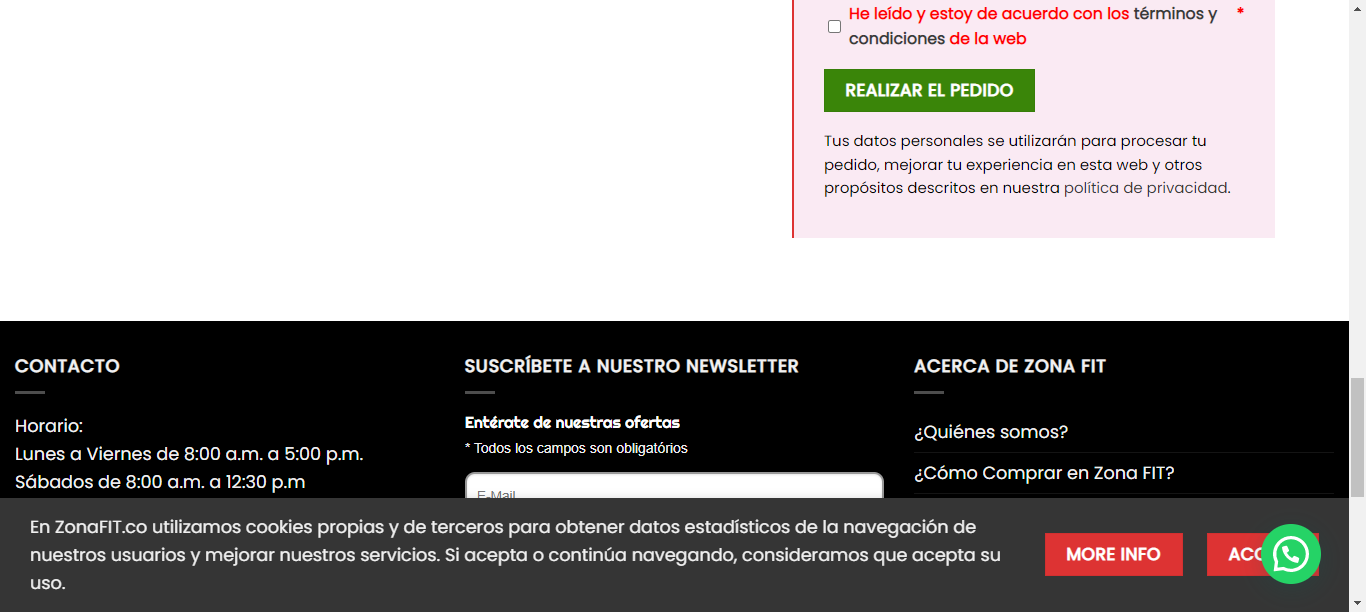 He leído y estoy de acuerdo con los términos y *
condiciones de la web
REALIZAR EL PEDIDO
Tus datos personales se utilizarán para procesar tu
pedido, mejorar tu experiencia en esta web y otros
propósitos descritos en nuestra política de privacidad.
CONTACTO
Horario:
Lunes a Viernes de 8:00 a.m. a 5:00 p.m.
Sábados de 8:00 a.m. a 12:30 p.m
SUSCRÍBETE A NUESTRO NEWSLETTER
Entérate de nuestras ofertas
* Todos los campos son obligatórios
E-Mail
ACERCA DE ZONA FIT
¿Quiénes somos?
¿Cómo Comprar en Zona FIT?
En ZonaFIT.co utilizamos cookies propias y de terceros para obtener datos estadísticos de la navegación de
nuestros usuarios y mejorar nuestros servicios. Si acepta o continúa navegando, consideramos que acepta su
uso.
MORE INFO